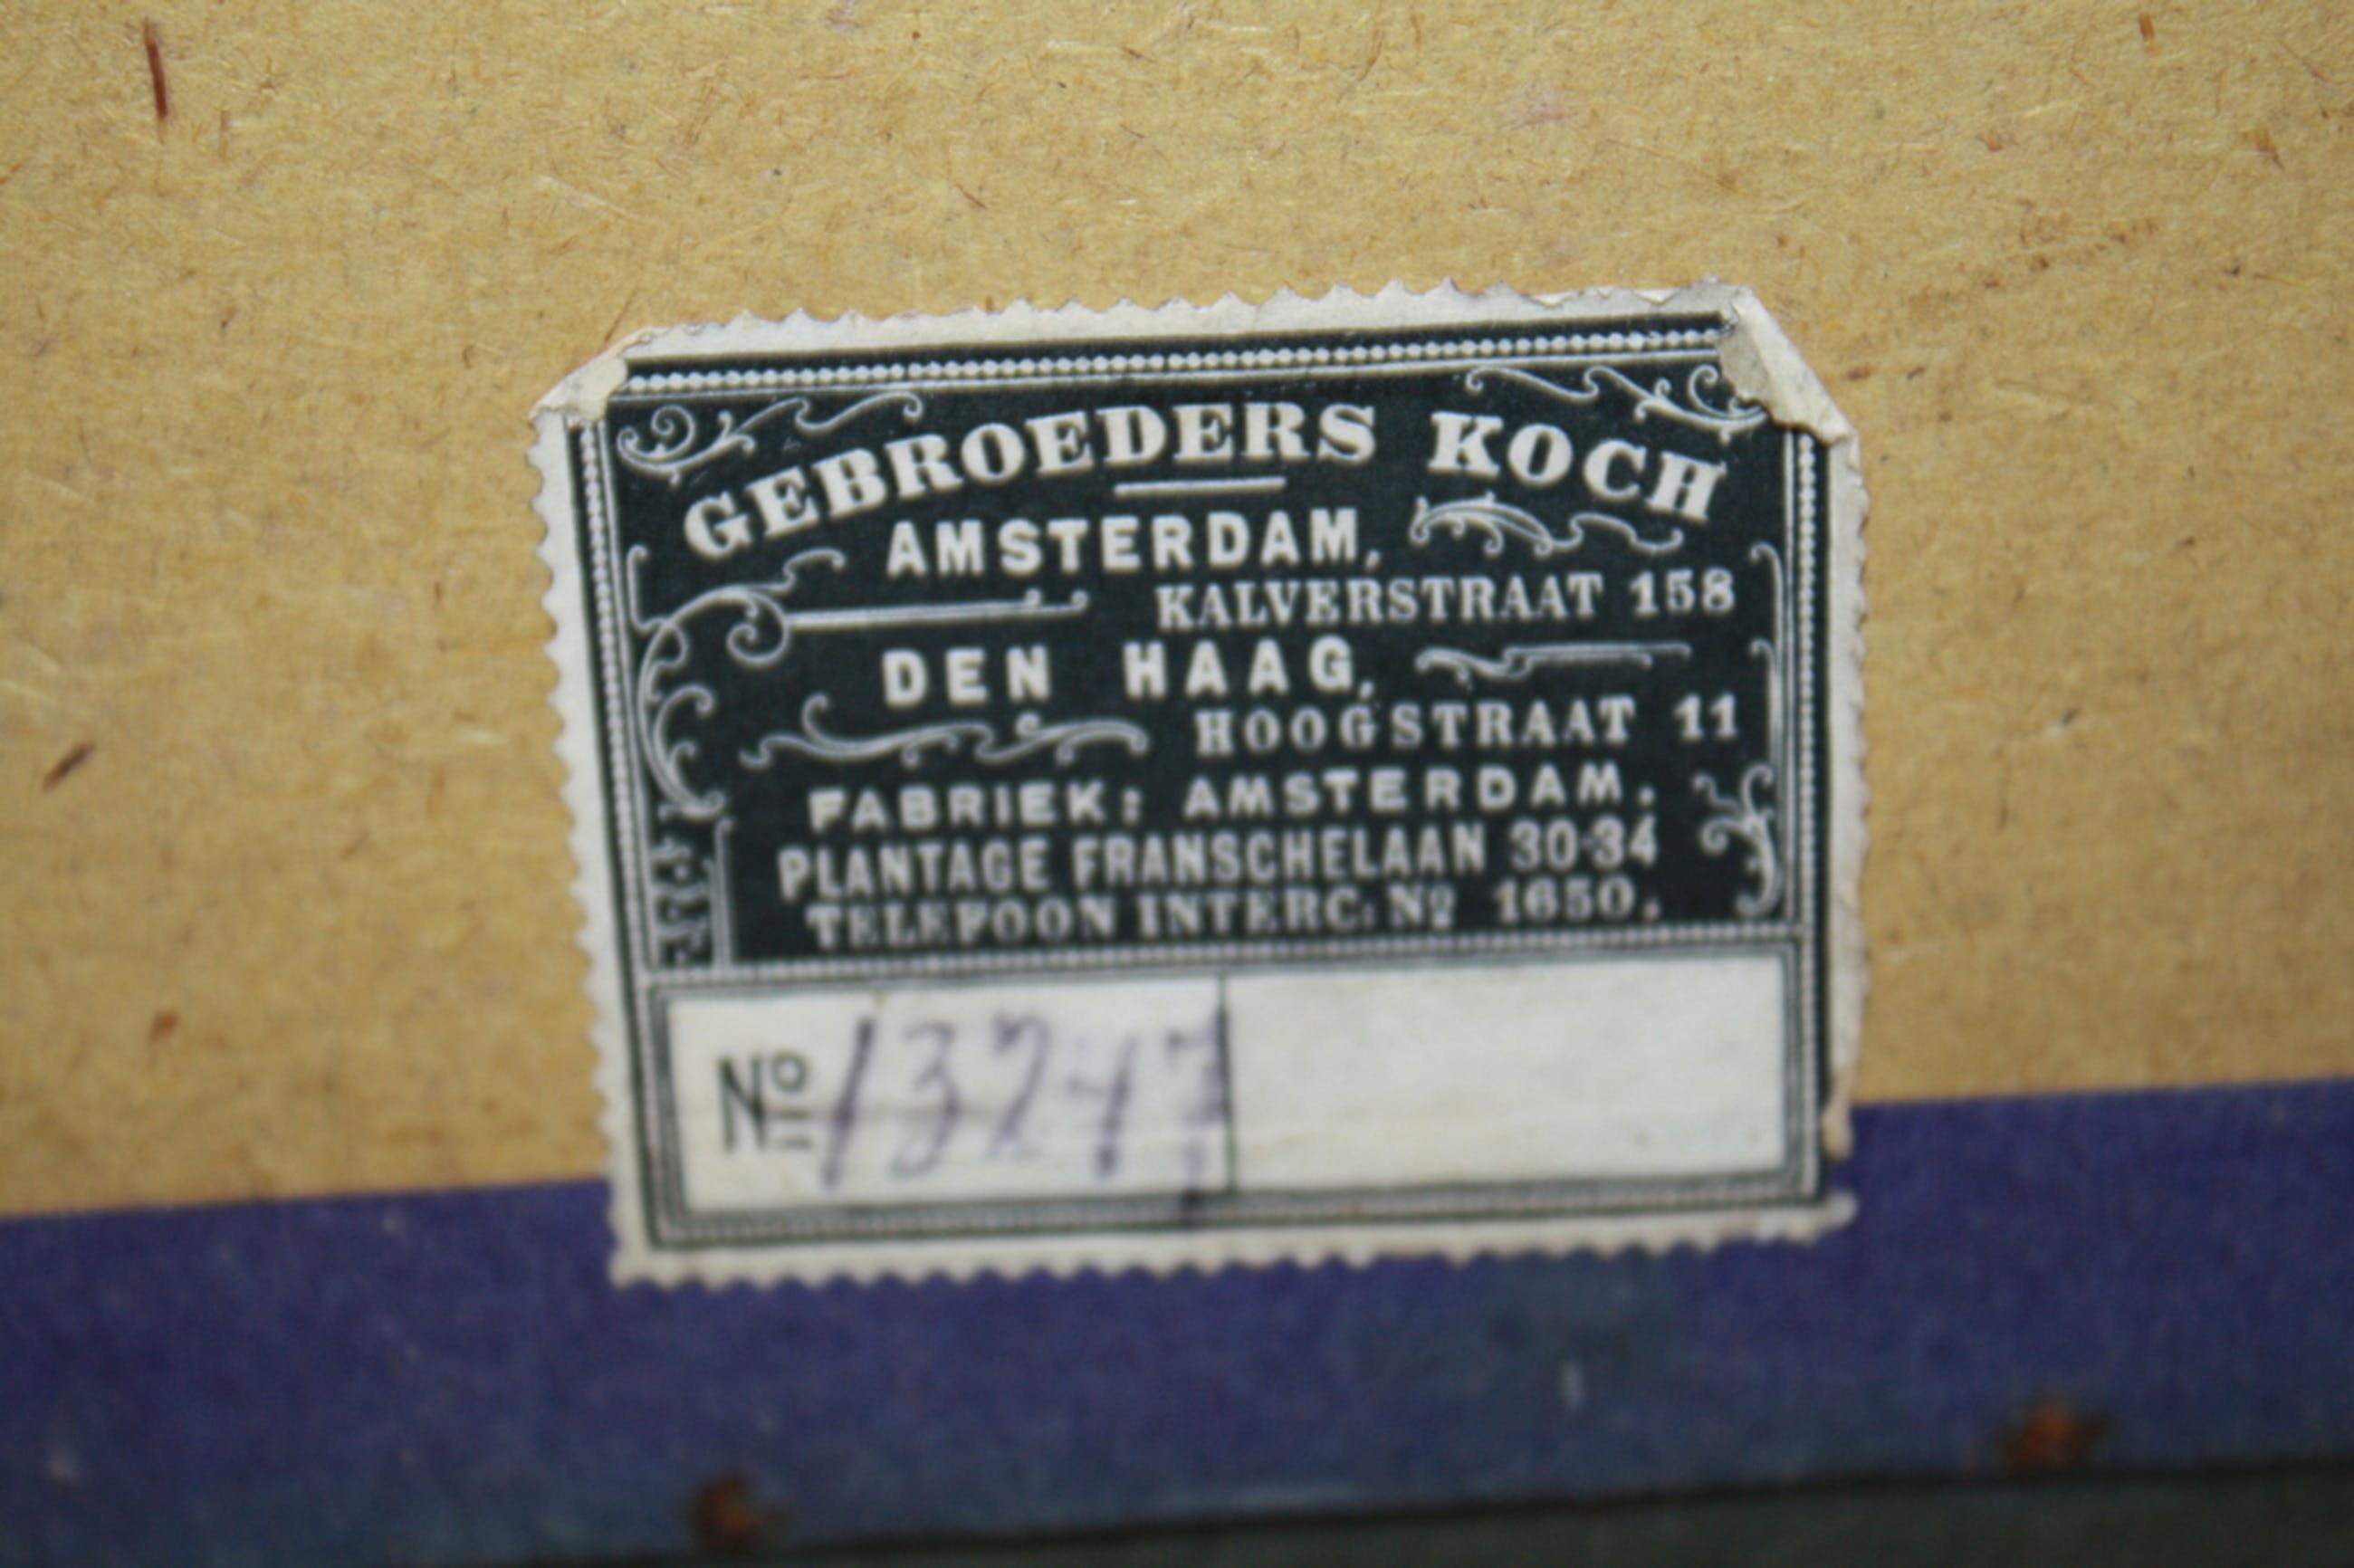 GEBROEDERS KOCH
AMSTERDAM,
KALVERSTRAAT 158
DEN HAAG,
HOOGSTRAAT 11
FABRIEK: AMSTERDAM.
PLANTAGE FRANSCHELAAN 30-34
TELEFOON INTERC. Nº 1650.
Nº 13247